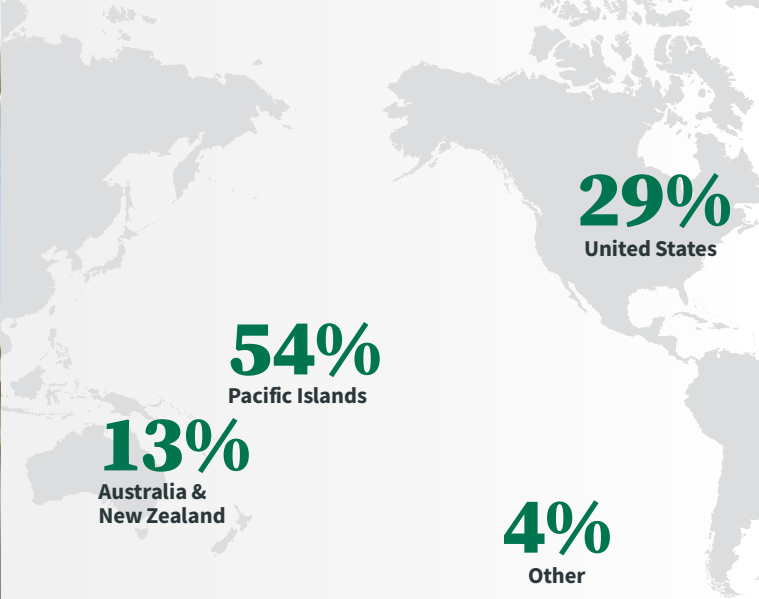 29%
United States
54%
Pacific Islands
13%
Australia &
New Zealand
4%
Other